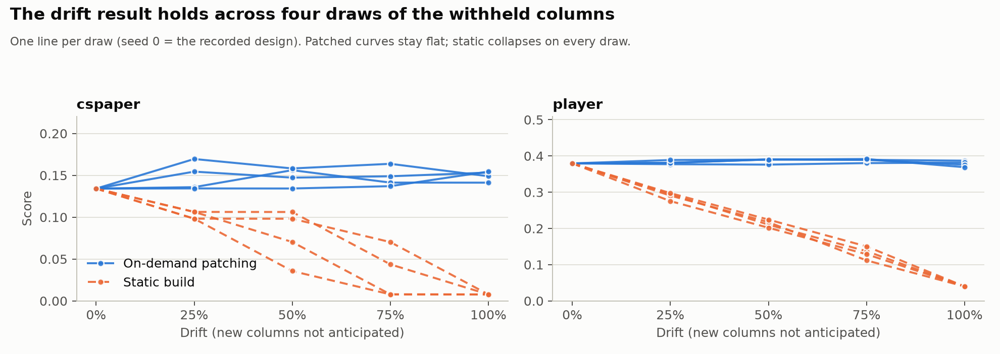 The drift result holds across four draws of the withheld columns
One line per draw (seed 0 = the recorded design). Patched curves stay flat; static collapses on every draw.
cspaper
0.20
0.15
0.10
0.05
0.00
Score
On-demand patching
Static build
0% 25% 50% 75% 100%
Drift (new columns not anticipated)
player
0.5
0.4
0.3
0.2
0.1
0.0
0% 25% 50% 75% 100%
Drift (new columns not anticipated)